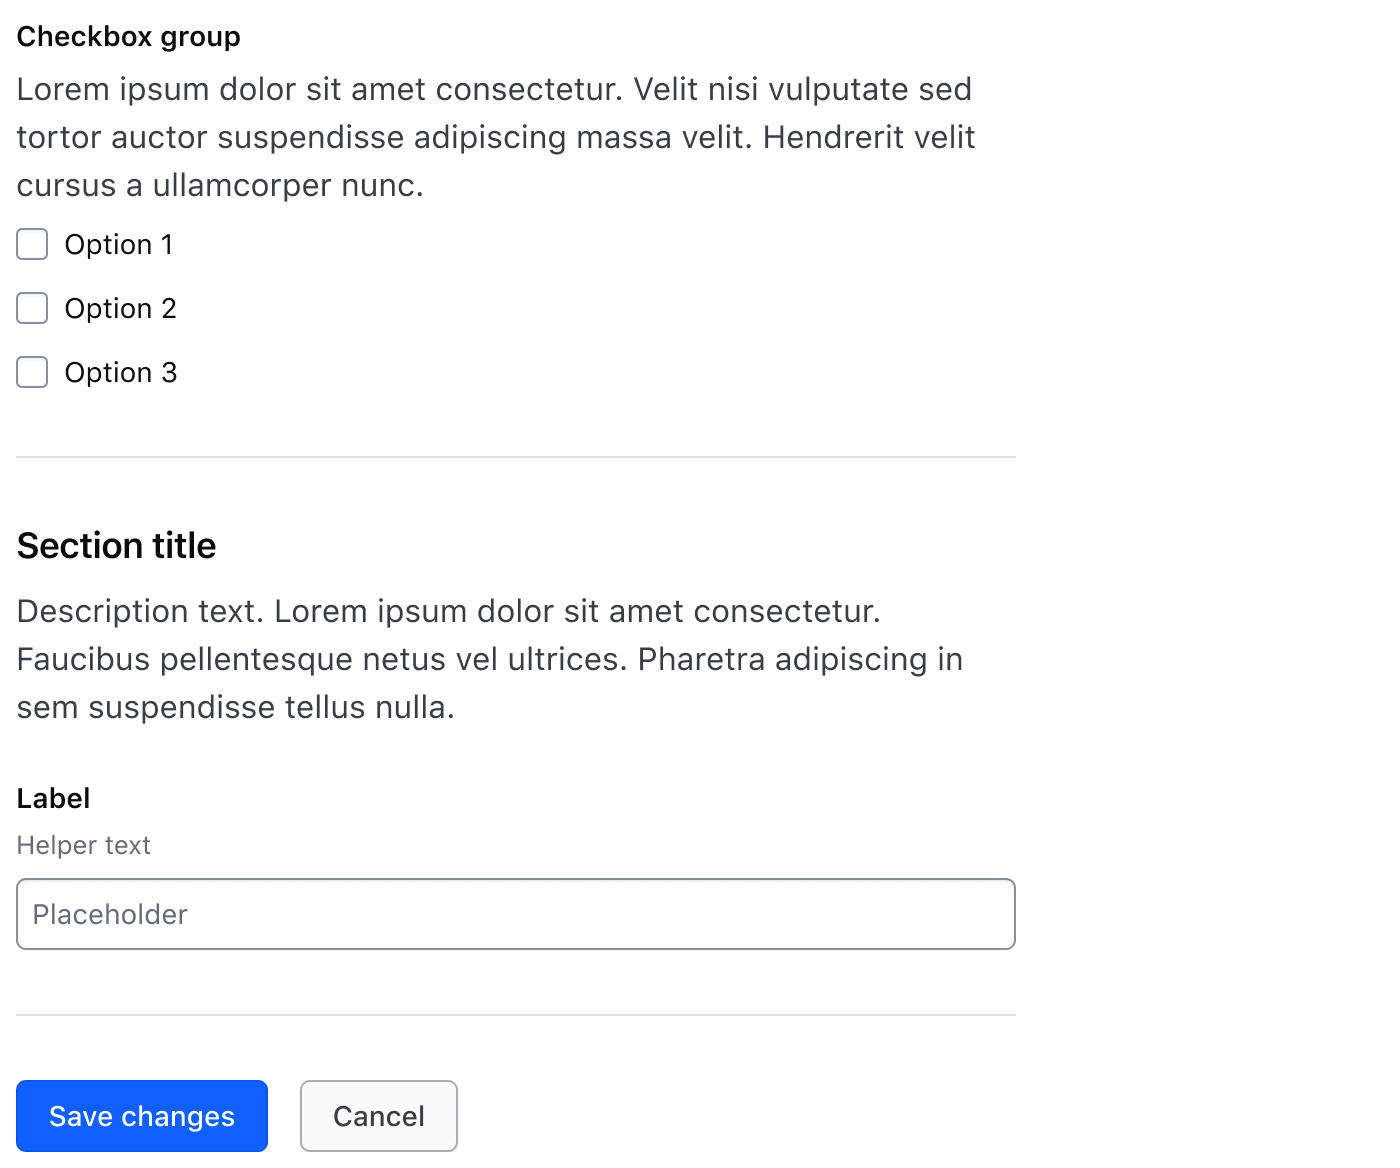 Checkbox group
Lorem ipsum dolor sit amet consectetur. Velit nisi vulputate sed
tortor auctor suspendisse adipiscing massa velit. Hendrerit velit
cursus a ullamcorper nunc.
Option 1
Option 2
Option 3
Section title
Description text. Lorem ipsum dolor sit amet consectetur.
Faucibus pellentesque netus vel ultrices. Pharetra adipiscing in
sem suspendisse tellus nulla.
Label
Helper text
Placeholder
Save changes
Cancel